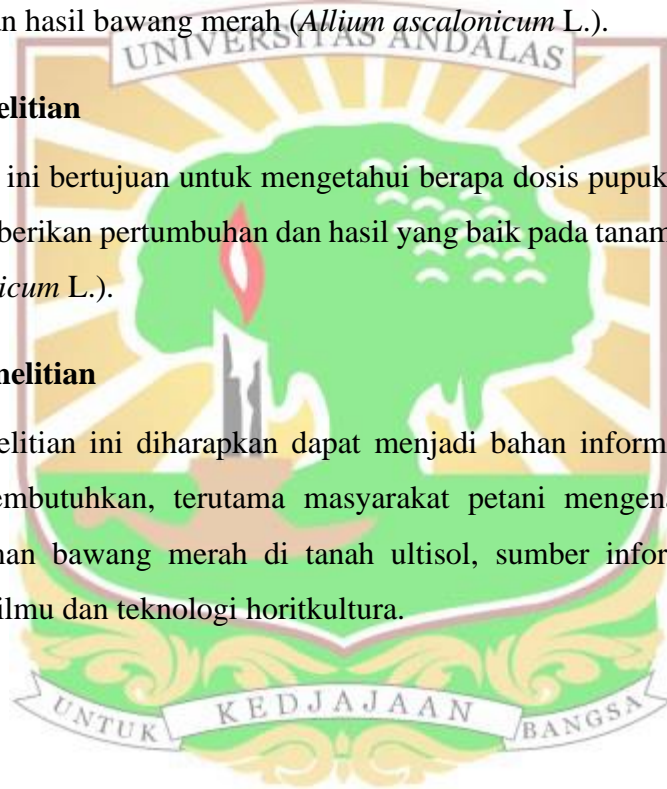 an hasil bawang merah (Allium ascalonicum L.).
UNIVERSITAS ANDALAS
elitian
ini bertujuan untuk mengetahui berapa dosis pupuk
berikan pertumbuhan dan hasil yang baik pada tanam
icum L.).
nelitian
elitian ini diharapkan dapat menjadi bahan inform
embutuhkan, terutama masyarakat petani mengena
nan bawang merah di tanah ultisol, sumber infor
ilmu dan teknologi horitkultura.
UNTUK KEDJAJAAN BANGSA